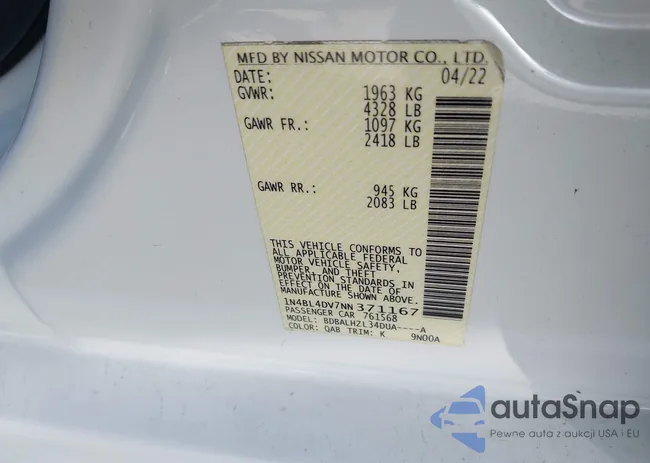 MFD BY NISSAN MOTOR CO., LTD.
DATE: 04/22
GVWR: 1963 KG
4328 LB
GAWR FR.: 1097 KG
2418 LB
GAWR RR.: 945 KG
2083 LB
THIS VEHICLE CONFORMS TO
ALL APPLICABLE FEDERAL
MOTOR VEHICLE SAFETY,
BUMPER, AND THEFT
PREVENTION STANDARDS IN
EFFECT ON THE DATE OF
MANUFACTURE SHOWN ABOVE.
1N4BL4DV7NN371167
PASSENGER CAR 761568
MODEL: BDBALHZL34DUA----A
COLOR: QAB TRIM: K 9N00A
autoSnap
Pewne auta z aukcji USA i EU